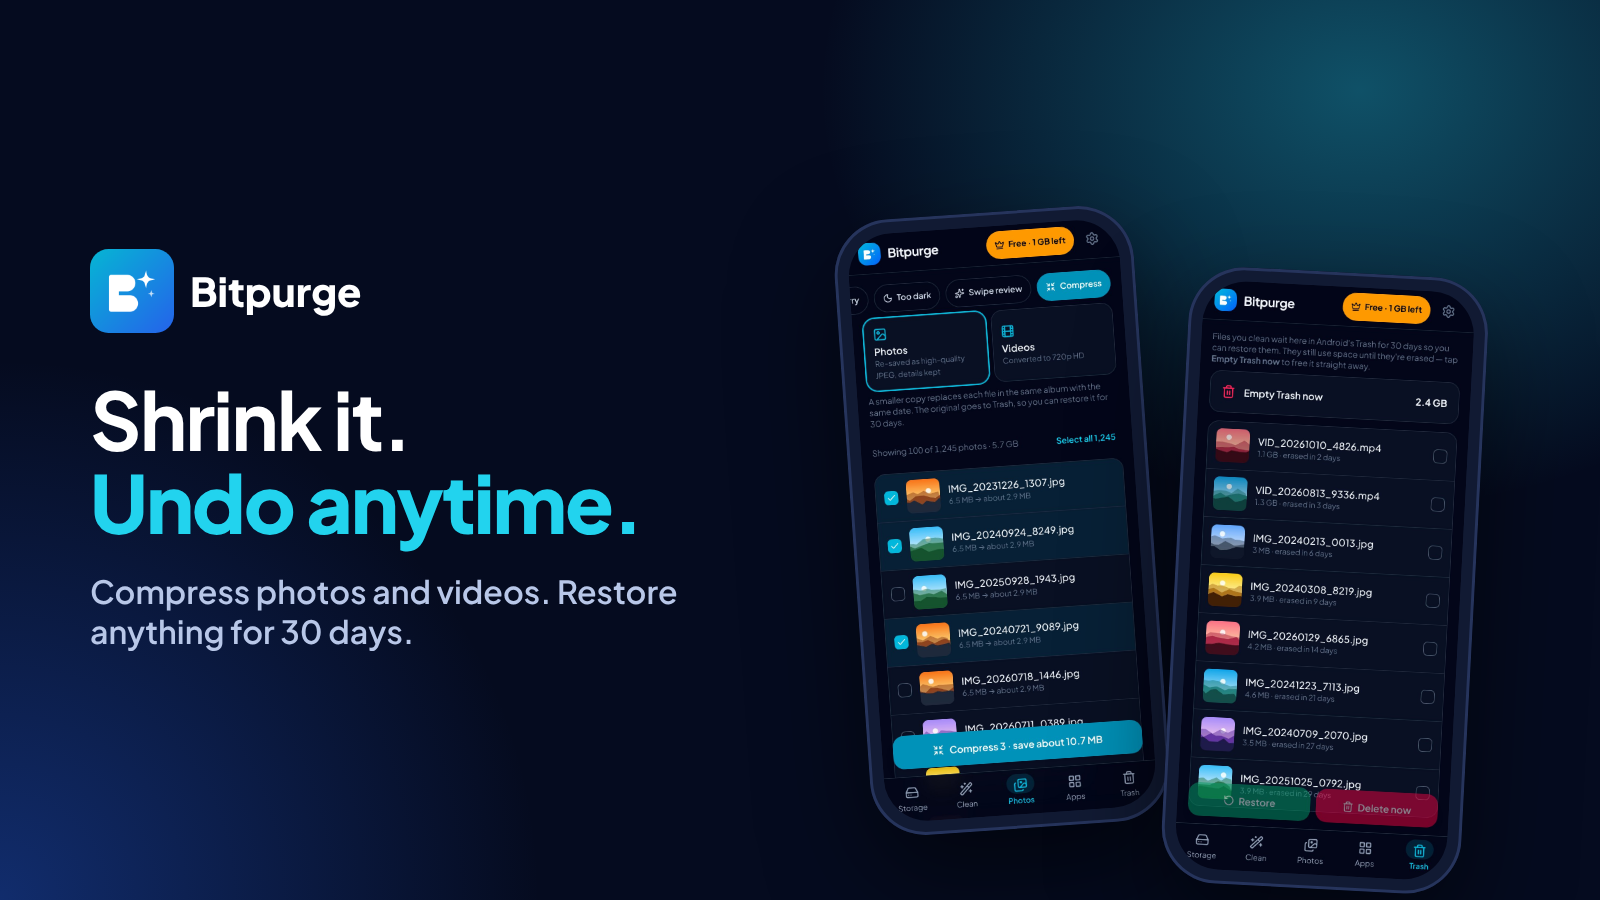 Bitpurge
Shrink it.
Undo anytime.
Compress photos and videos. Restore
anything for 30 days.
Bitpurge
Free · 1 GB left
Too dark
Swipe review
Compress
Photos
Re-saved as high-quality
JPEG, details kept
Videos
Converted to 720p HD
A smaller copy replaces each file in the same album with the
same date. The original goes to Trash, so you can restore it for
30 days.
Showing 100 of 1,245 photos · 5.7 GB
Select all 1,245
IMG_20231226_1307.jpg
6.5 MB → about 2.9 MB
IMG_20240924_8249.jpg
6.5 MB → about 2.9 MB
IMG_20250928_1943.jpg
6.5 MB → about 2.9 MB
IMG_20240721_9089.jpg
6.5 MB → about 2.9 MB
IMG_20260718_1446.jpg
6.5 MB → about 2.9 MB
IMG_20260711_0389.jpg
Compress 3 · save about 10.7 MB
Storage
Clean
Photos
Apps
Trash
Bitpurge
Free · 1 GB left
Files you clean wait here in Android's Trash for 30 days so you
can restore them. They still use space until they're erased — tap
Empty Trash now to free it straight away.
Empty Trash now
2.4 GB
VID_20261010_4826.mp4
1.1 GB · erased in 2 days
VID_20260813_9336.mp4
1.3 GB · erased in 3 days
IMG_20240213_0013.jpg
3 MB · erased in 6 days
IMG_20240308_8219.jpg
3.9 MB · erased in 9 days
IMG_20260129_6865.jpg
4.2 MB · erased in 14 days
IMG_20241223_7113.jpg
4.6 MB · erased in 21 days
IMG_20240709_2070.jpg
3.5 MB · erased in 27 days
IMG_20251025_0792.jpg
3.9 MB · erased in 29 days
Restore
Delete now
Storage
Clean
Photos
Apps
Trash